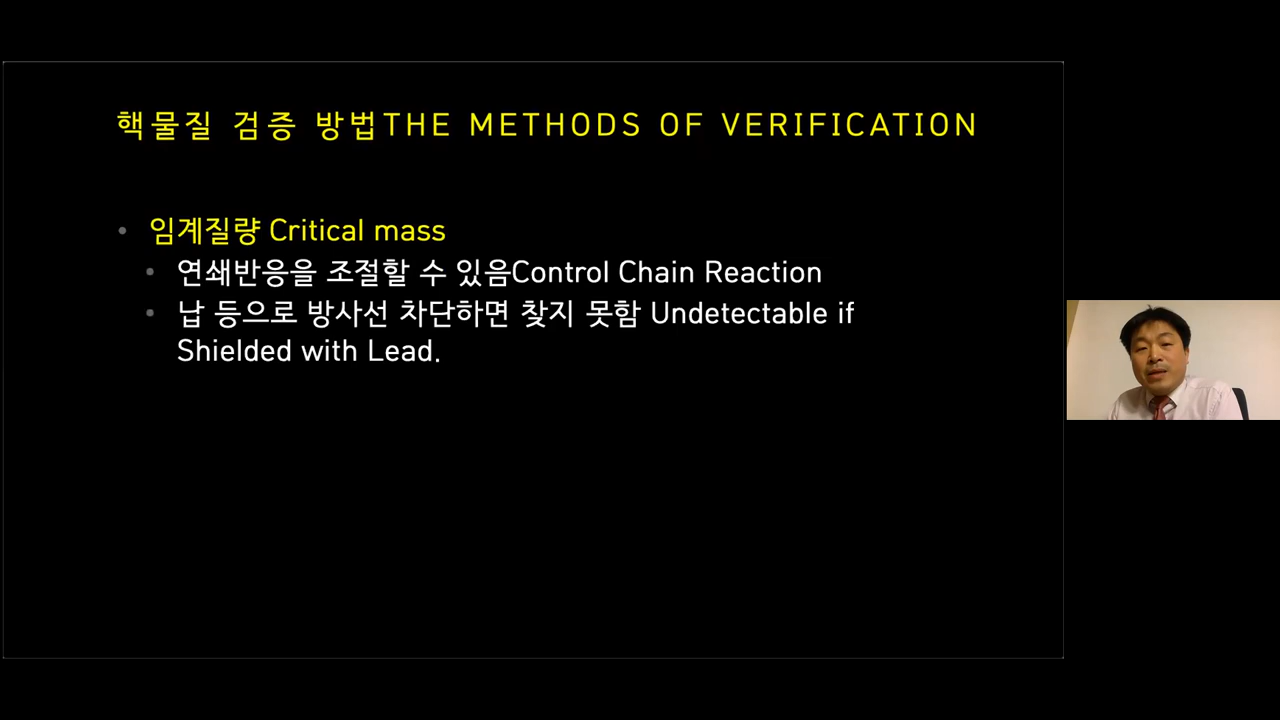 핵물질 검증 방법THE METHODS OF VERIFICATION
임계질량 Critical mass
연쇄반응을 조절할 수 있음Control Chain Reaction
납 등으로 방사선 차단하면 찾지 못함 Undetectable if
Shielded with Lead.